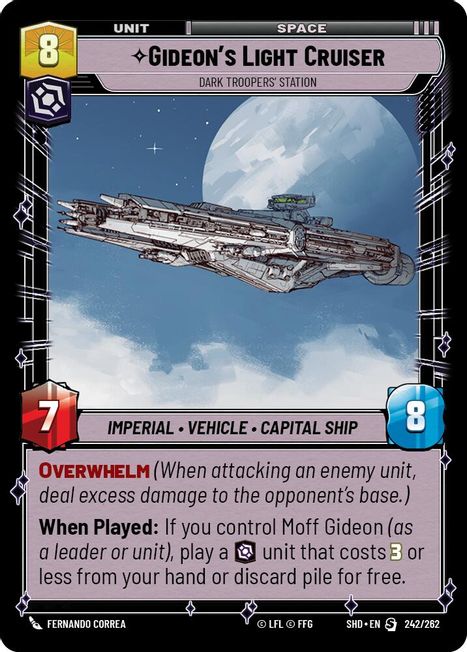 UNIT SPACE
8
✧GIDEON'S LIGHT CRUISER
DARK TROOPERS' STATION
7
8
IMPERIAL • VEHICLE • CAPITAL SHIP
OVERWHELM (When attacking an enemy unit,
deal excess damage to the opponent's base.)
When Played: If you control Moff Gideon (as
a leader or unit), play a unit that costs 3 or
less from your hand or discard pile for free.
FERNANDO CORREA © LFL © FFG SHD • EN 242/262